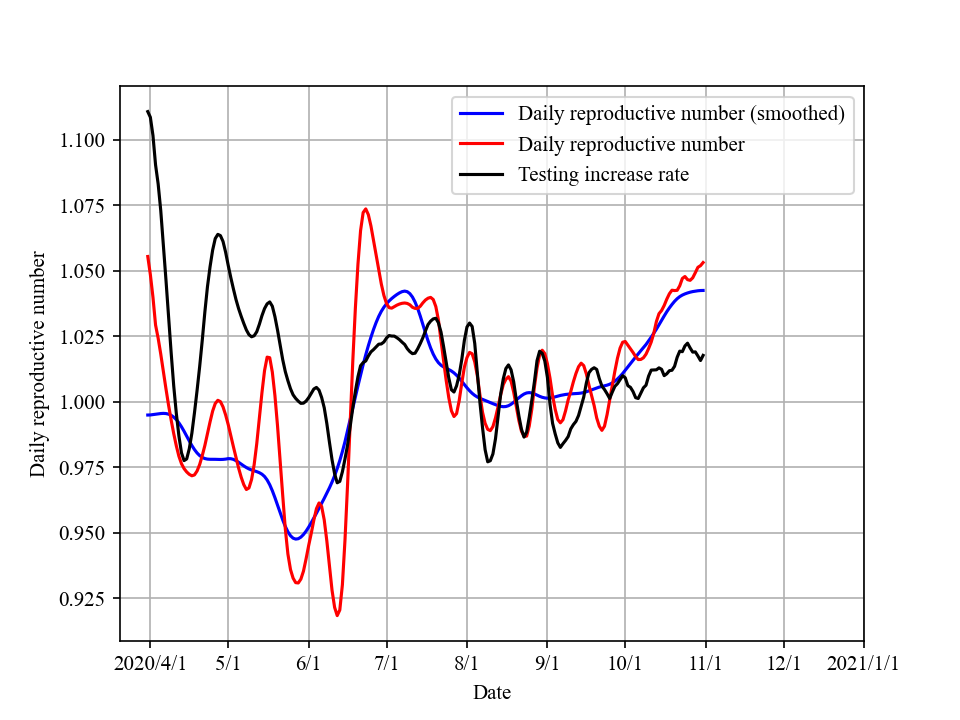 Daily reproductive number (smoothed)
Daily reproductive number
Testing increase rate
1.100
1.075
1.050
1.025
1.000
0.975
0.950
0.925
Daily reproductive number
2020/4/1 5/1 6/1 7/1 8/1 9/1 10/1 11/1 12/1 2021/1/1
Date